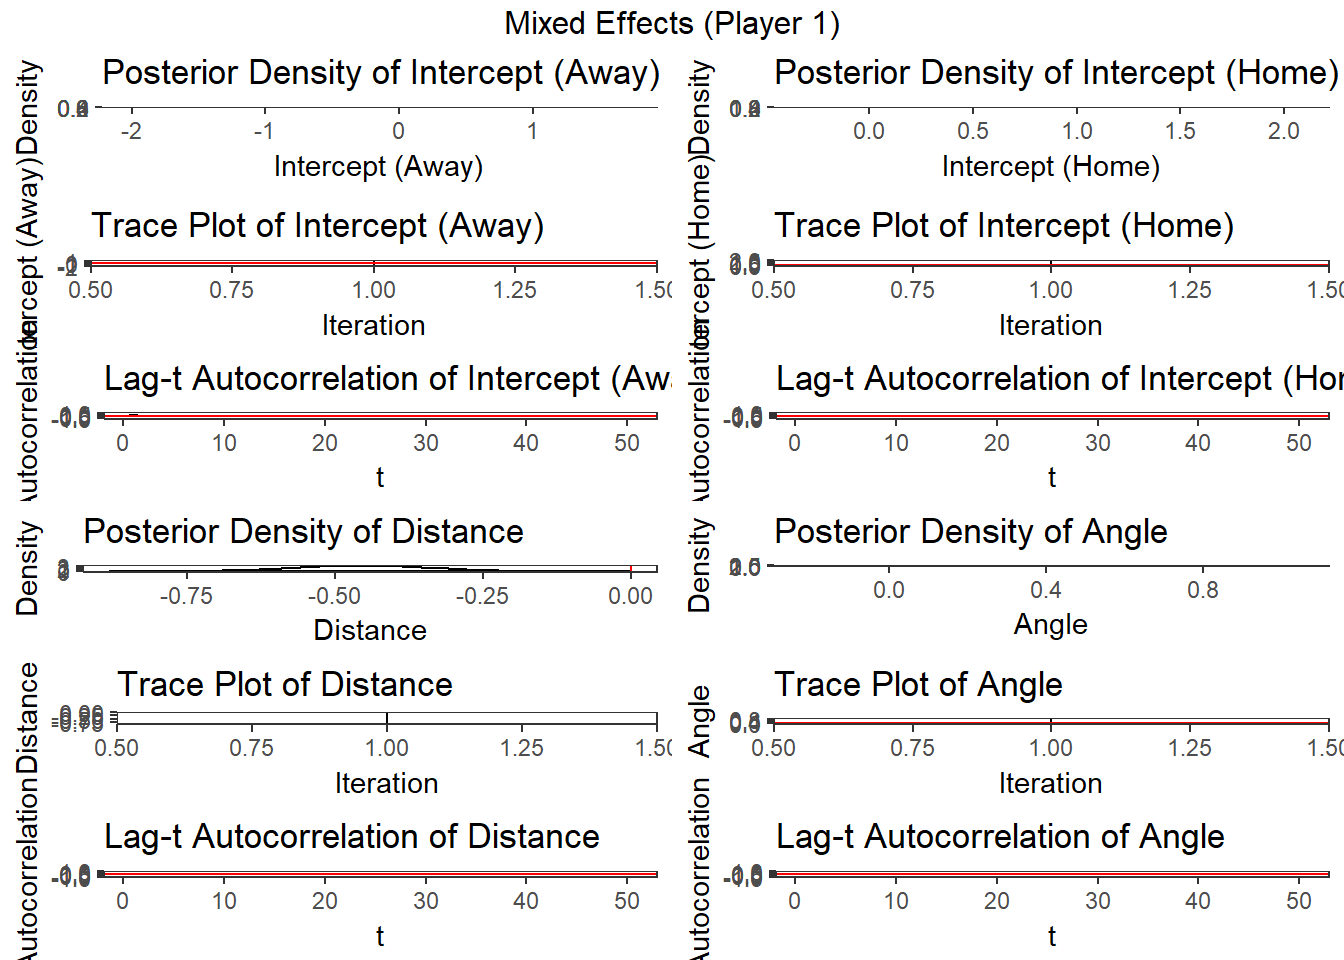 Mixed Effects (Player 1)
Posterior Density of Intercept (Away)
Density
-2 -1 0 1
Intercept (Away)
Posterior Density of Intercept (Home)
Density
0.0 0.5 1.0 1.5 2.0
Intercept (Home)
Trace Plot of Intercept (Away)
(Away)
0.50 0.75 1.00 1.25
Iteration
Trace Plot of Intercept (Home)
(Home)
0.50 0.75 1.00 1.25
Iteration
Lag-t Autocorrelation of Intercept
0 10 20 30 40 50
t
Lag-t Autocorrelation of Intercept
0 10 20 30 40 50
t
Posterior Density of Distance
Density
-0.75 -0.50 -0.25 0.00
Distance
Posterior Density of Angle
Density
0.0 0.4 0.8
Angle
Trace Plot of Distance
Distance
0.50 0.75 1.00 1.25
Iteration
Trace Plot of Angle
Angle
0.50 0.75 1.00 1.25
Iteration
Lag-t Autocorrelation of Distance
Autocorrelation
0 10 20 30 40 50
t
Lag-t Autocorrelation of Angle
Autocorrelation
0 10 20 30 40 50
t